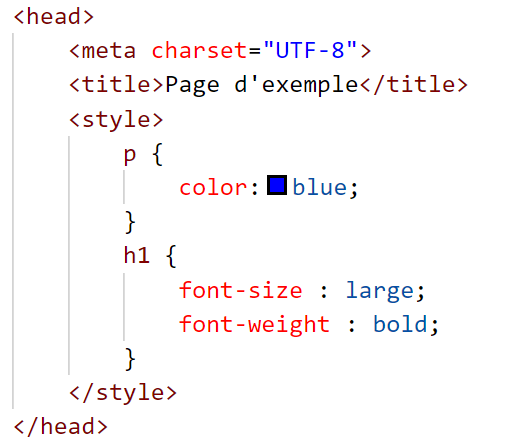 <head>
<meta charset="UTF-8">
<title>Page d'exemple</title>
<style>
p {
color: blue;
}
h1 {
font-size : large;
font-weight : bold;
}
</style>
</head>